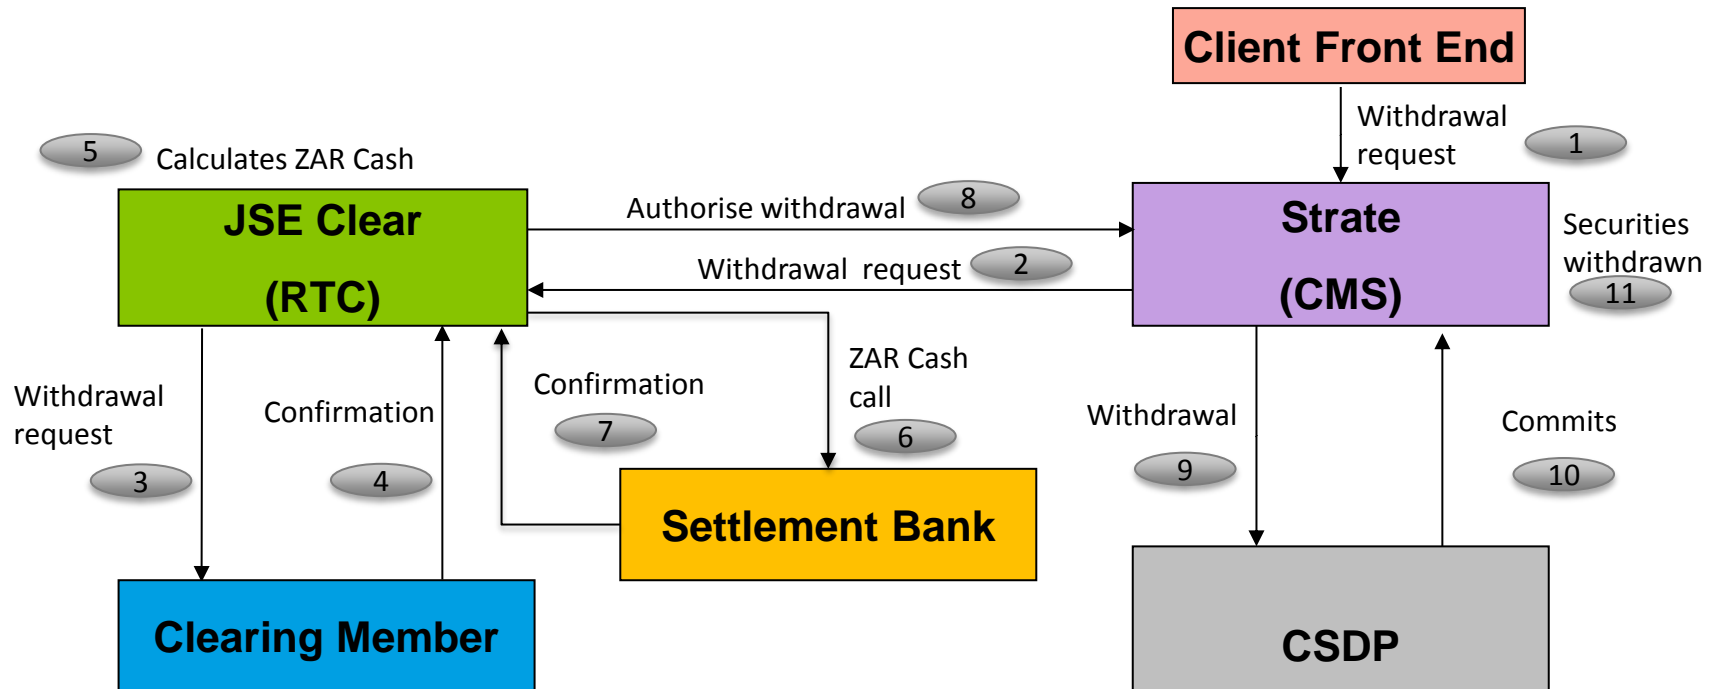 Client Front End
Withdrawal
request
1
5
Calculates ZAR Cash
JSE Clear
(RTC)
Authorise withdrawal
8
Withdrawal  request
2
Strate
(CMS)
Securities
withdrawn
11
Withdrawal
request
3
Confirmation
4
Confirmation
7
ZAR Cash
call
6
Withdrawal
9
Commits
10
Settlement Bank
Clearing Member
CSDP